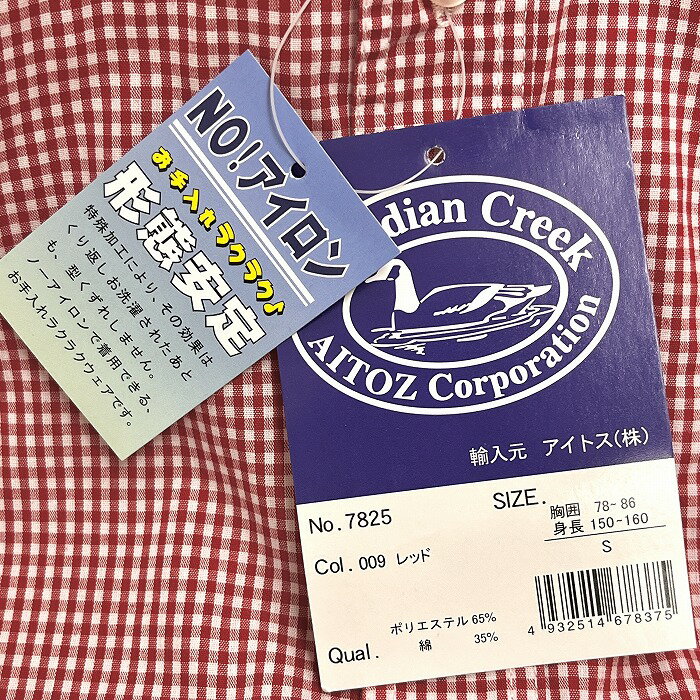 NO!アイロン
お手入れラクラク♪
形態安定
特殊加工により、その効果は
くり返しお洗濯されたあと
も、型くずれしません。
ノーアイロンで着用できる、
お手入れラクラクウェアです。
dian Creek
AITOZ Corporation
輸入元 アイトス(株)
No.7825
SIZE.
胸囲 78-86
身長 150-160
S
Col.009 レッド
Qual.
ポリエステル 65%
綿 35%
4 932514 678375